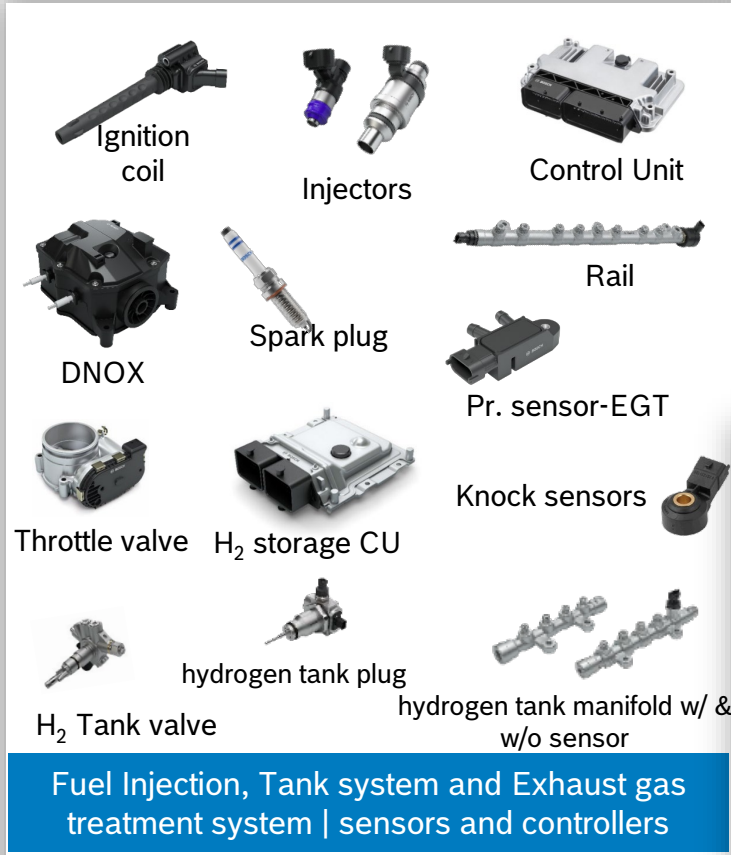 Ignition
coil
Injectors
Control Unit
DNOX
Spark plug
Rail
Pr. sensor-EGT
Throttle valve
H₂ storage CU
Knock sensors
H₂ Tank valve
hydrogen tank plug
hydrogen tank manifold w/ &
w/o sensor
Fuel Injection, Tank system and Exhaust gas
treatment system | sensors and controllers